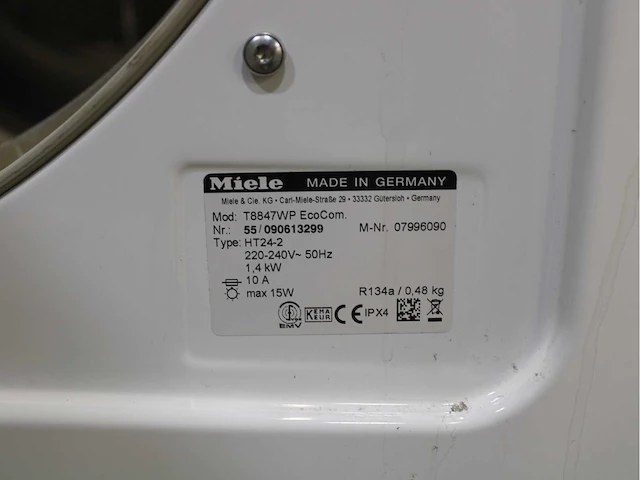 Miele MADE IN GERMANY
Miele & Cie. KG • Carl-Miele-Straße 29 • 33332 Gütersloh • Germany
Mod: T8847WP EcoCom.
Nr.: 55/090613299 M-Nr. 07996090
Type: HT24-2
220-240V~ 50Hz
1,4 kW
10 A
max 15W R134a / 0,48 kg
EMV KEMA KEUR CE IPX4